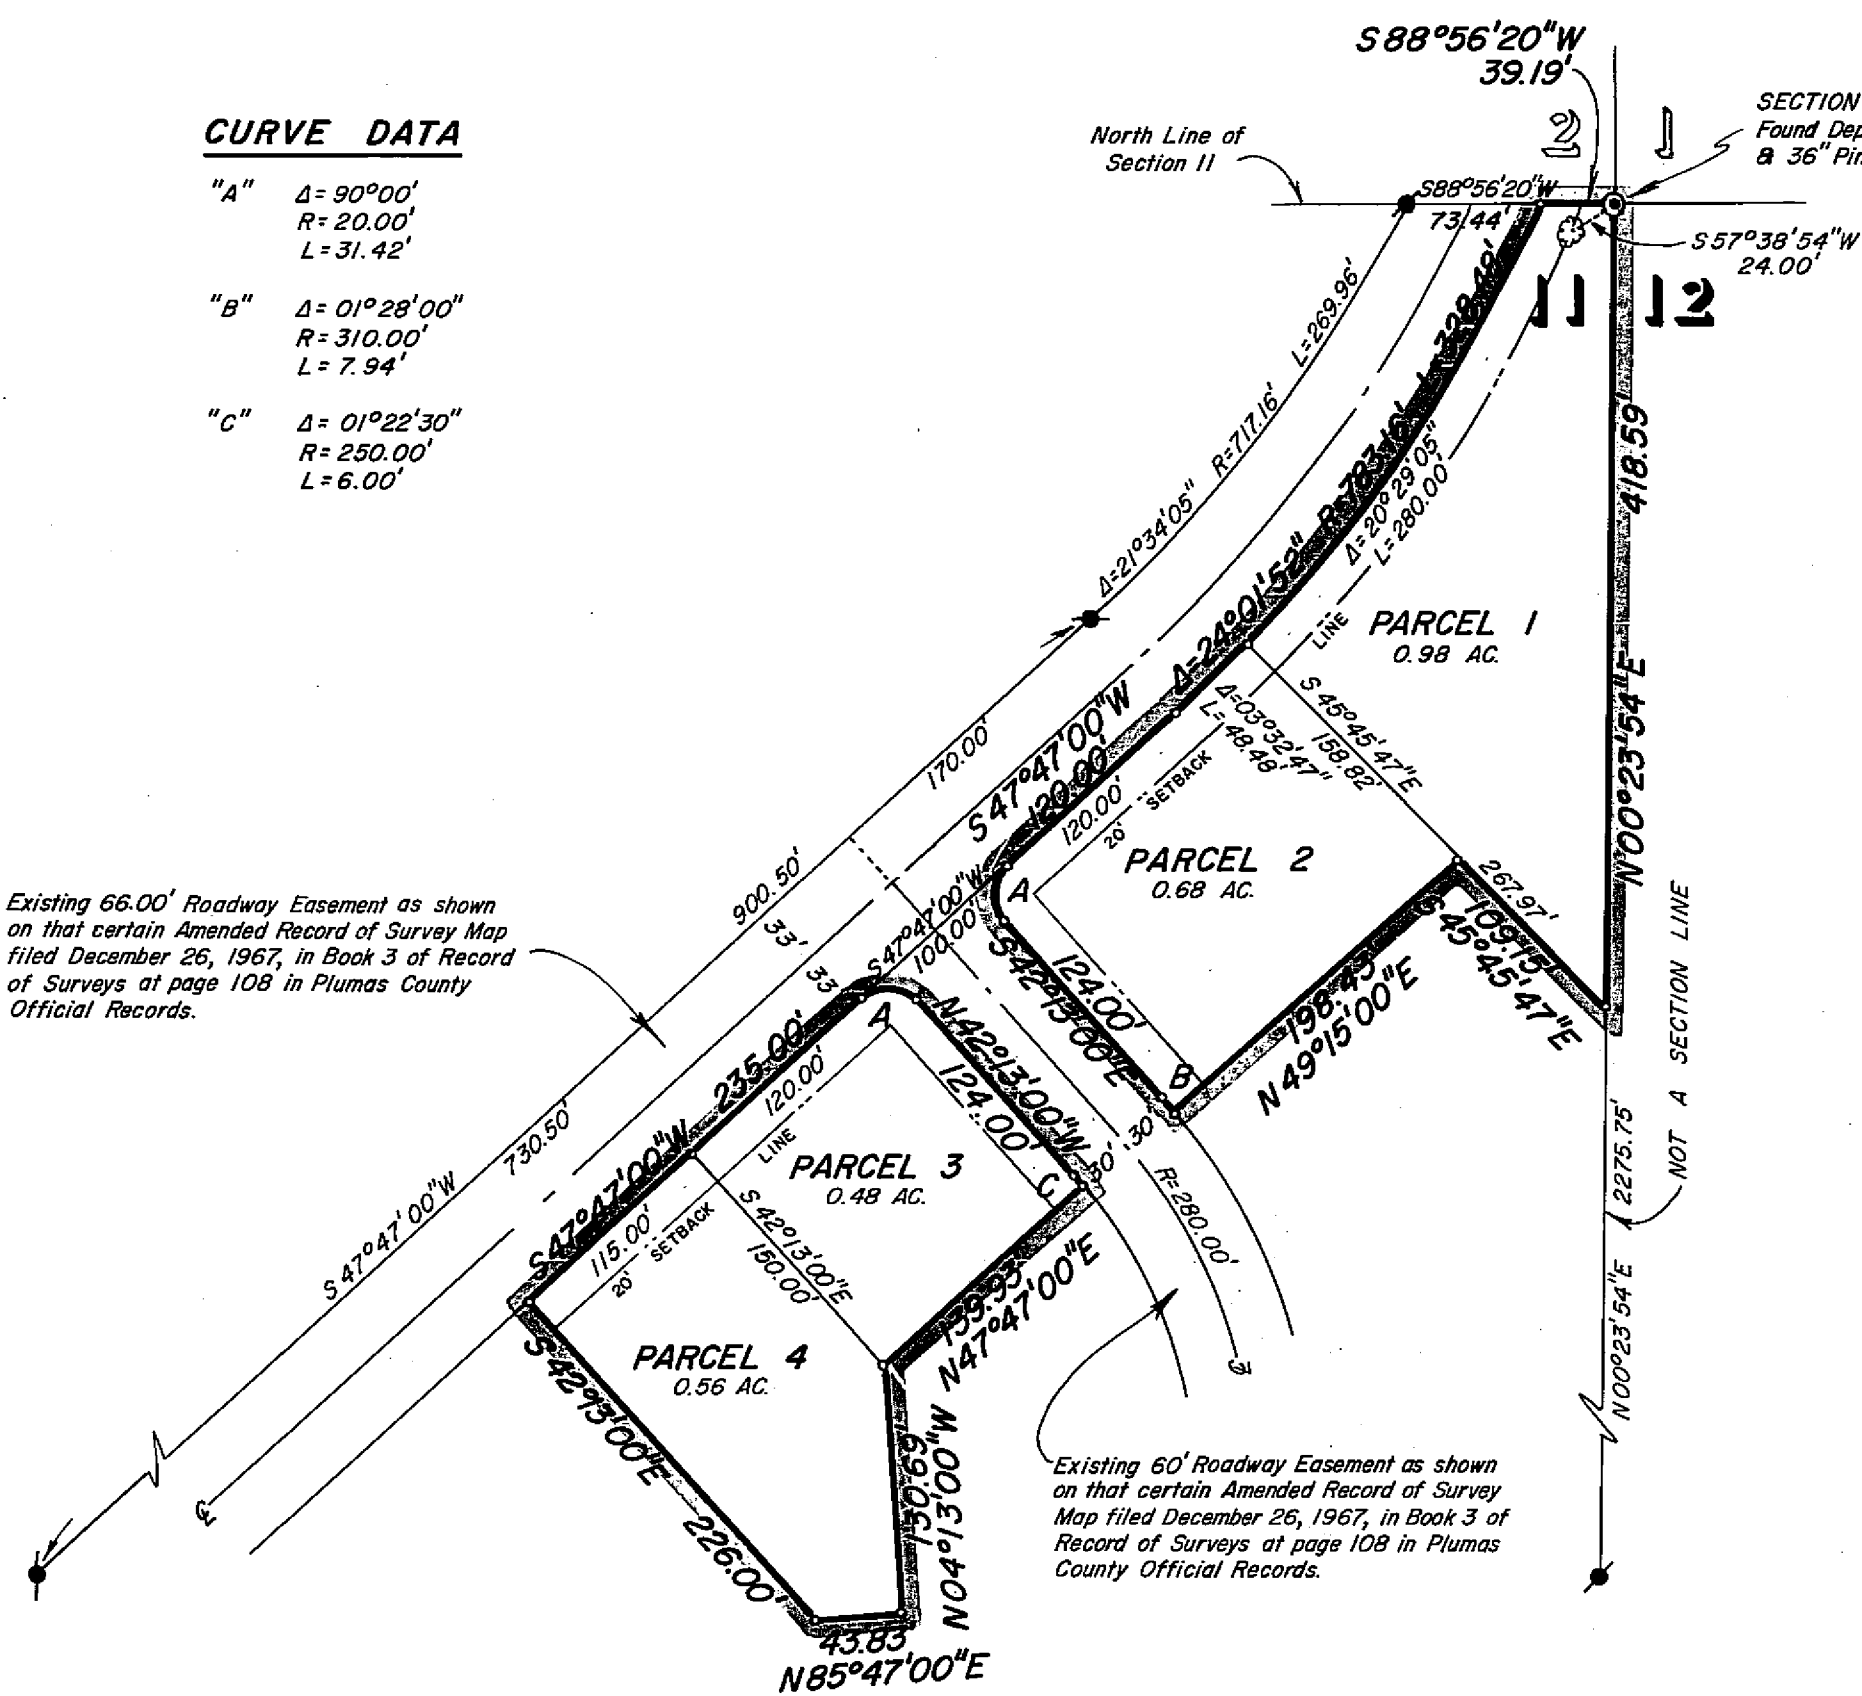 S 88°56'20"W
39.19'
CURVE DATA
"A" Δ= 90°00'
R= 20.00'
L= 31.42'
"B" Δ= 01°28'00"
R= 310.00'
L= 7.94'
"C" Δ= 01°22'30"
R= 250.00'
L= 6.00'
North Line of
Section 11
2
1
SECTION
Found Dep
& 36" Pin
S88°56'20"W
73.44'
S57°38'54"W
24.00'
11
12
L=269.96'
R=717.16'
Δ=21°34'05"
Δ=24°01'52" R=783.16' L=328.48'
Δ=20°29'05"
L=280.00'
418.59'
N00°23'54"E
PARCEL 1
0.98 AC.
LINE
Δ=03°32'47"
L=48.48'
S 45°45'47"E
158.82'
170.00'
S 47°47'00"W
120.00'
120.00'
20' SETBACK
PARCEL 2
0.68 AC.
A
267.97'
109.15'
S 45°45'47"E
Existing 66.00' Roadway Easement as shown
on that certain Amended Record of Survey Map
filed December 26, 1967, in Book 3 of Record
of Surveys at page 108 in Plumas County
Official Records.
900.50'
33'
33'
S47°47'00"W
100.00'
124.00'
S42°13'00"E
198.43'
N 49°15'00"E
B
NOT A SECTION LINE
A
N42°13'00"W
124.00'
235.00'
S47°47'00"W
120.00'
LINE
730.50'
S 47°47'00"W
PARCEL 3
0.48 AC.
C
30'
30'
R=280.00'
2275.75'
N00°23'54"E
115.00'
20' SETBACK
S 42°13'00"E
150.00'
139.93'
N47°47'00"E
PARCEL 4
0.56 AC.
S 42°13'00"E
226.00'
130.69'
N04°13'00"W
43.83
N85°47'00"E
Existing 60' Roadway Easement as shown
on that certain Amended Record of Survey
Map filed December 26, 1967, in Book 3 of
Record of Surveys at page 108 in Plumas
County Official Records.